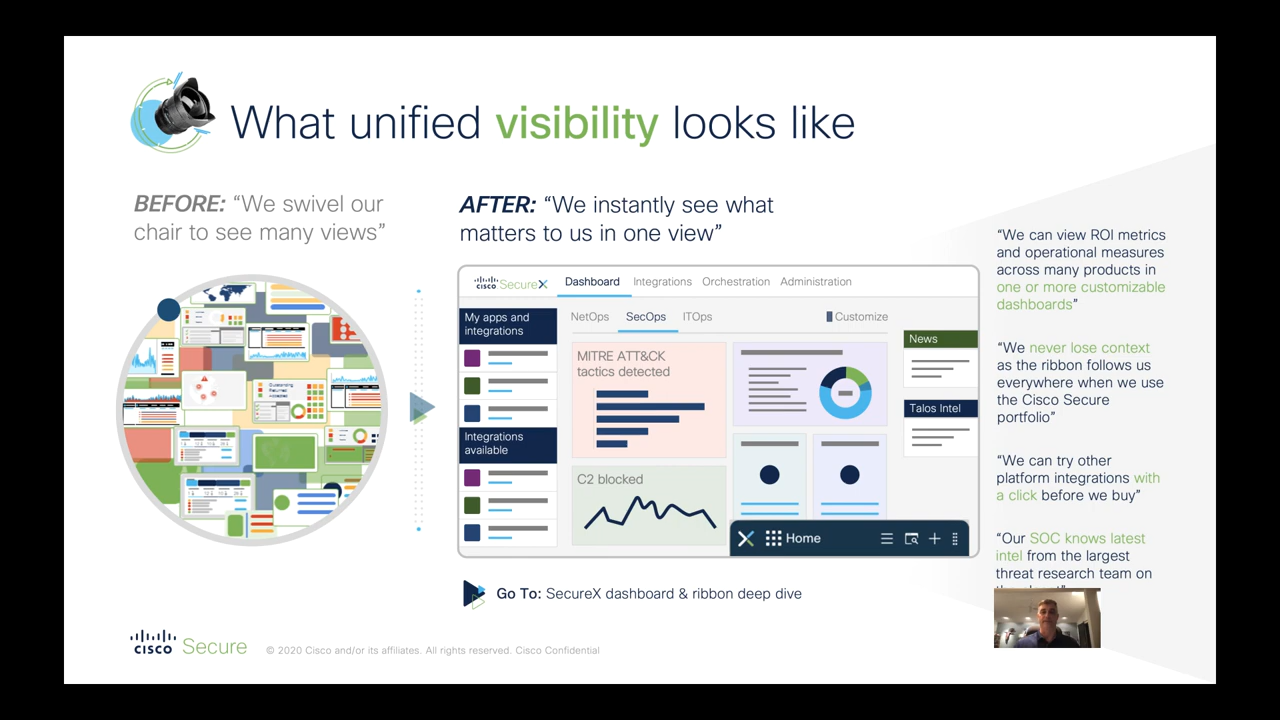 What unified visibility looks like
BEFORE: “We swivel our
chair to see many views”
AFTER: “We instantly see what
matters to us in one view”
CISCO SecureX
Dashboard
Integrations
Orchestration
Administration
My apps and
integrations
Integrations
available
NetOps
SecOps
ITOps
Customize
MITRE ATT&CK
tactics detected
C2 blocked
News
Talos Intel
Home
“We can view ROI metrics
and operational measures
across many products in
one or more customizable
dashboards”
“We never lose context
as the ribbon follows us
everywhere when we use
the Cisco Secure
portfolio”
“We can try other
platform integrations with
a click before we buy”
“Our SOC knows latest
intel from the largest
threat research team on
Go To: SecureX dashboard & ribbon deep dive
CISCO Secure
© 2020 Cisco and/or its affiliates. All rights reserved. Cisco Confidential